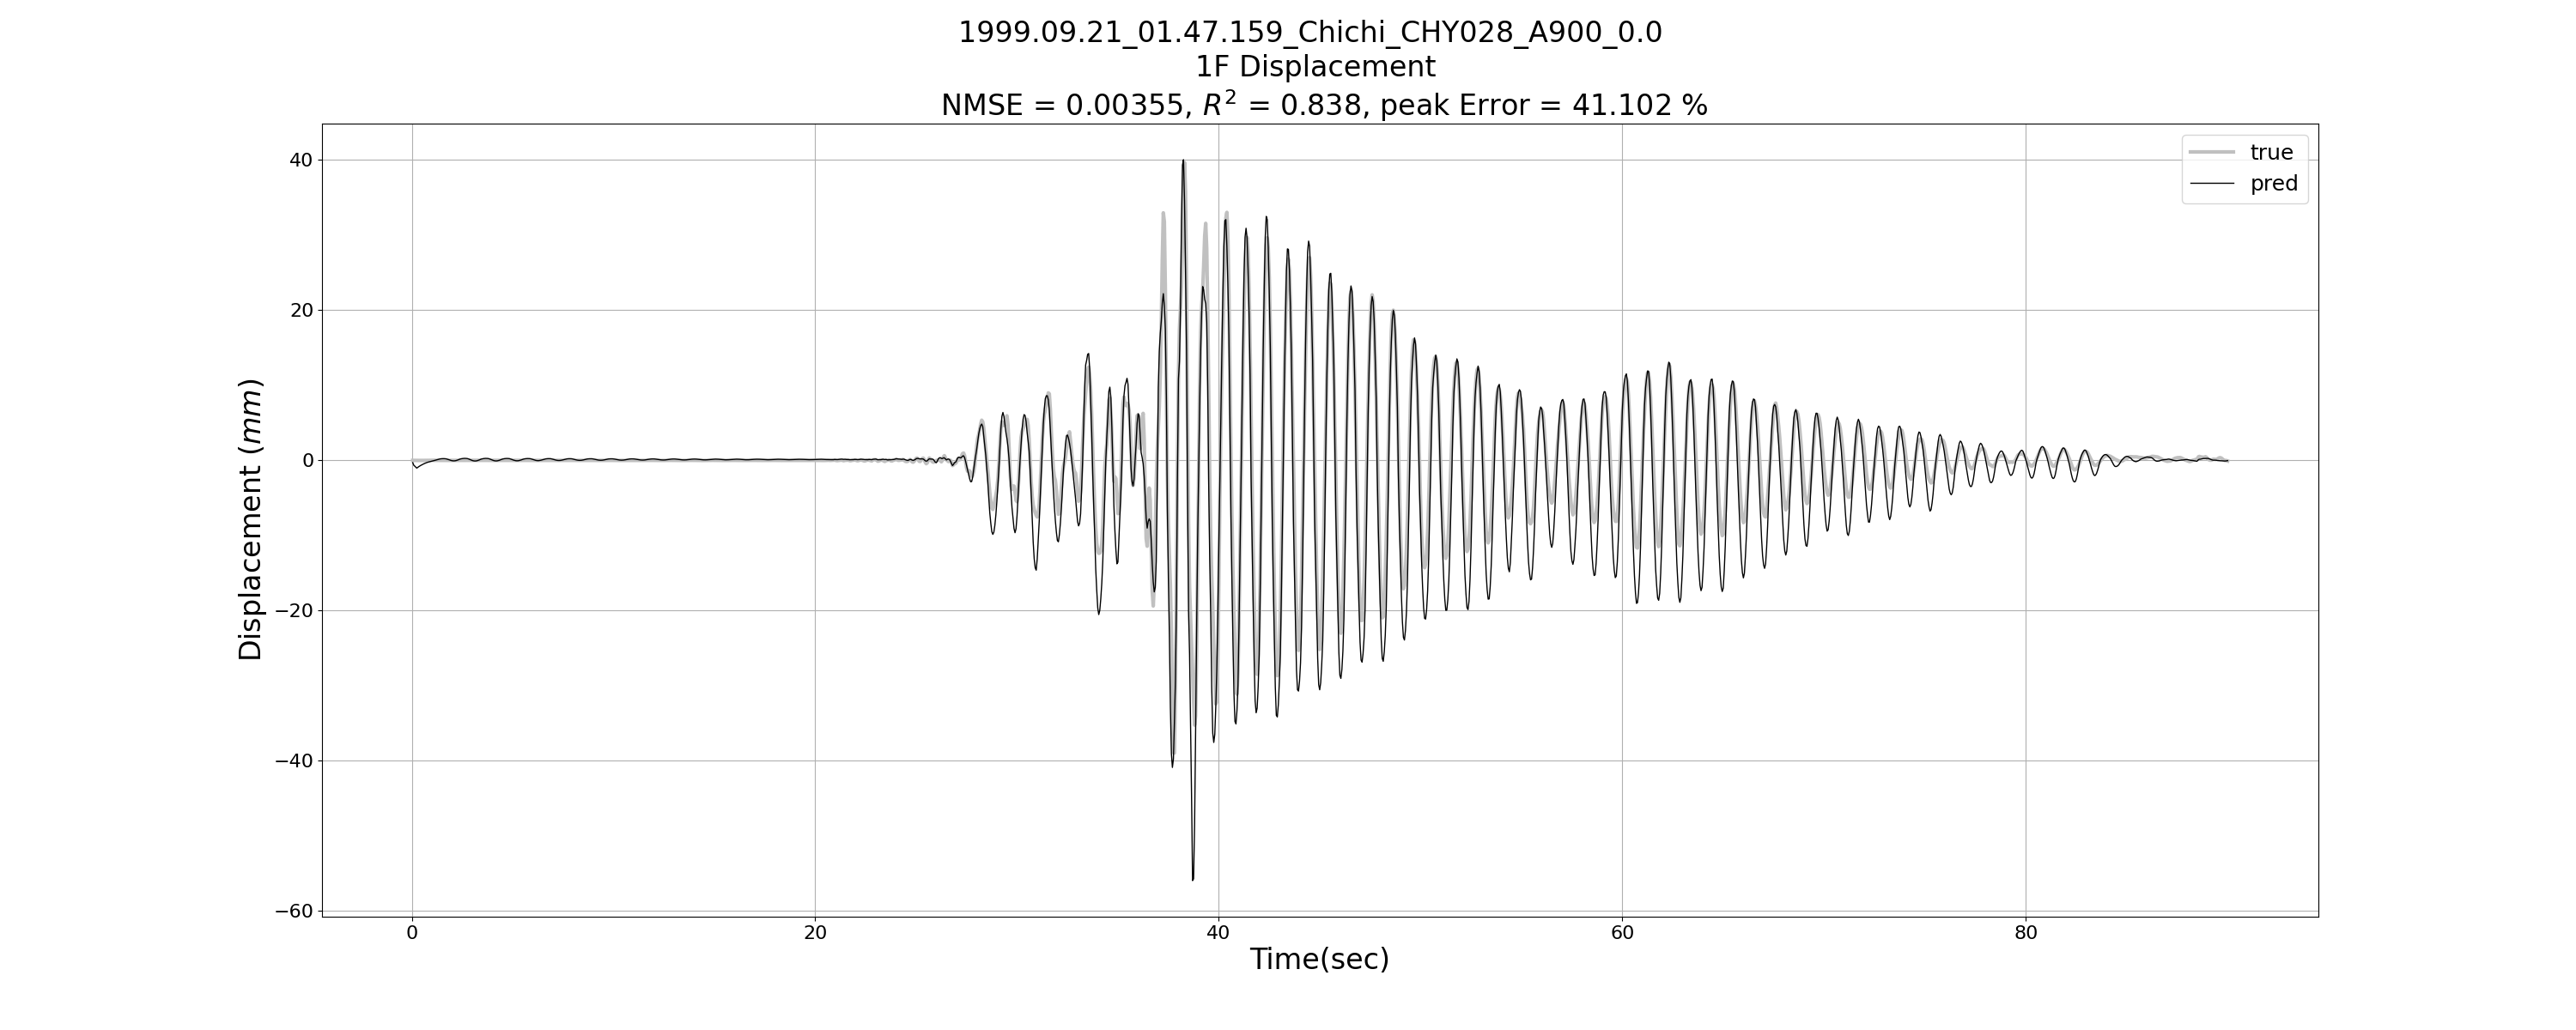 1999.09.21_01.47.159_Chichi_CHY028_A900_0.0
1F Displacement
NMSE = 0.00355, R² = 0.838, peak Error = 41.102 %
true
pred
40
20
0
−20
−40
−60
Displacement (mm)
0
20
40
60
80
Time(sec)